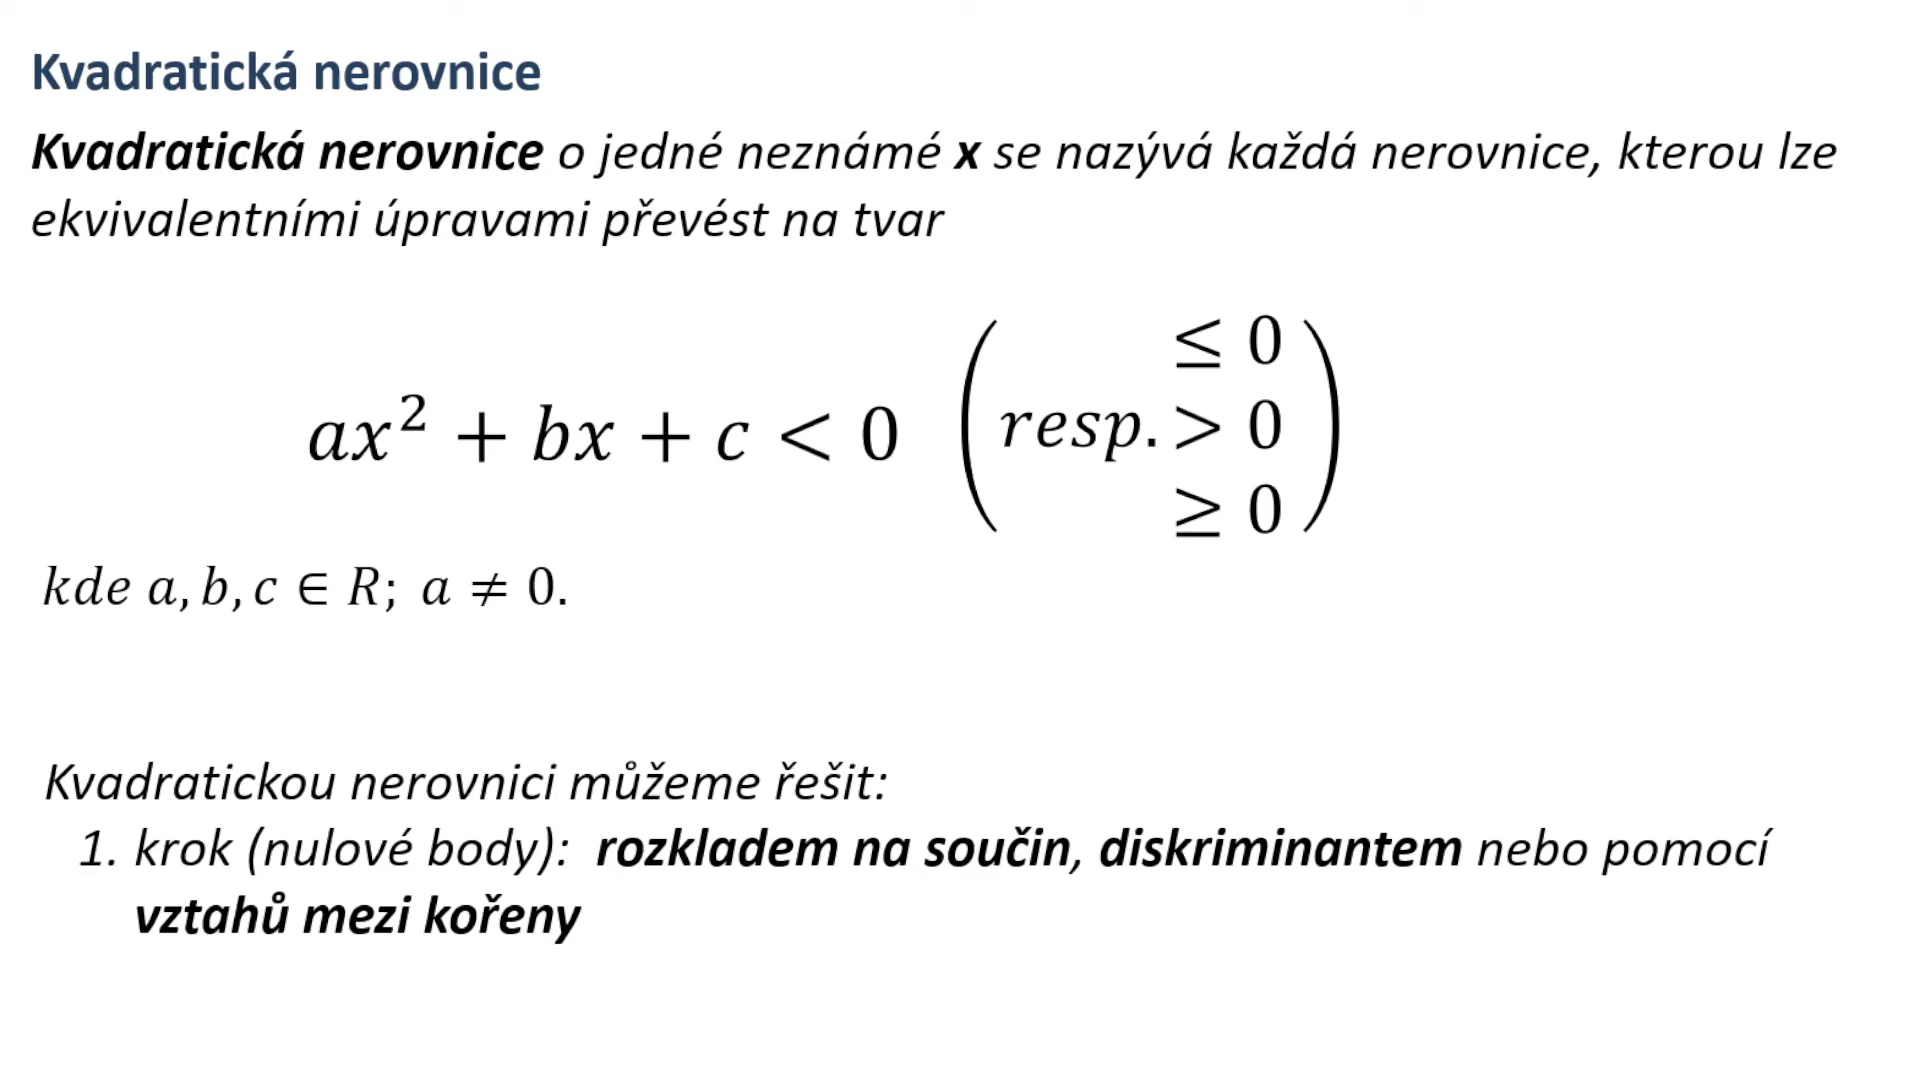 Kvadratická nerovnice
Kvadratická nerovnice o jedné neznámé x se nazývá každá nerovnice, kterou lze
ekvivalentními úpravami převést na tvar
≤ 0
ax² + bx + c < 0 (resp. > 0)
≥ 0
kde a, b, c ∈ R; a ≠ 0.
Kvadratickou nerovnici můžeme řešit:
1. krok (nulové body): rozkladem na součin, diskriminantem nebo pomocí
vztahů mezi kořeny